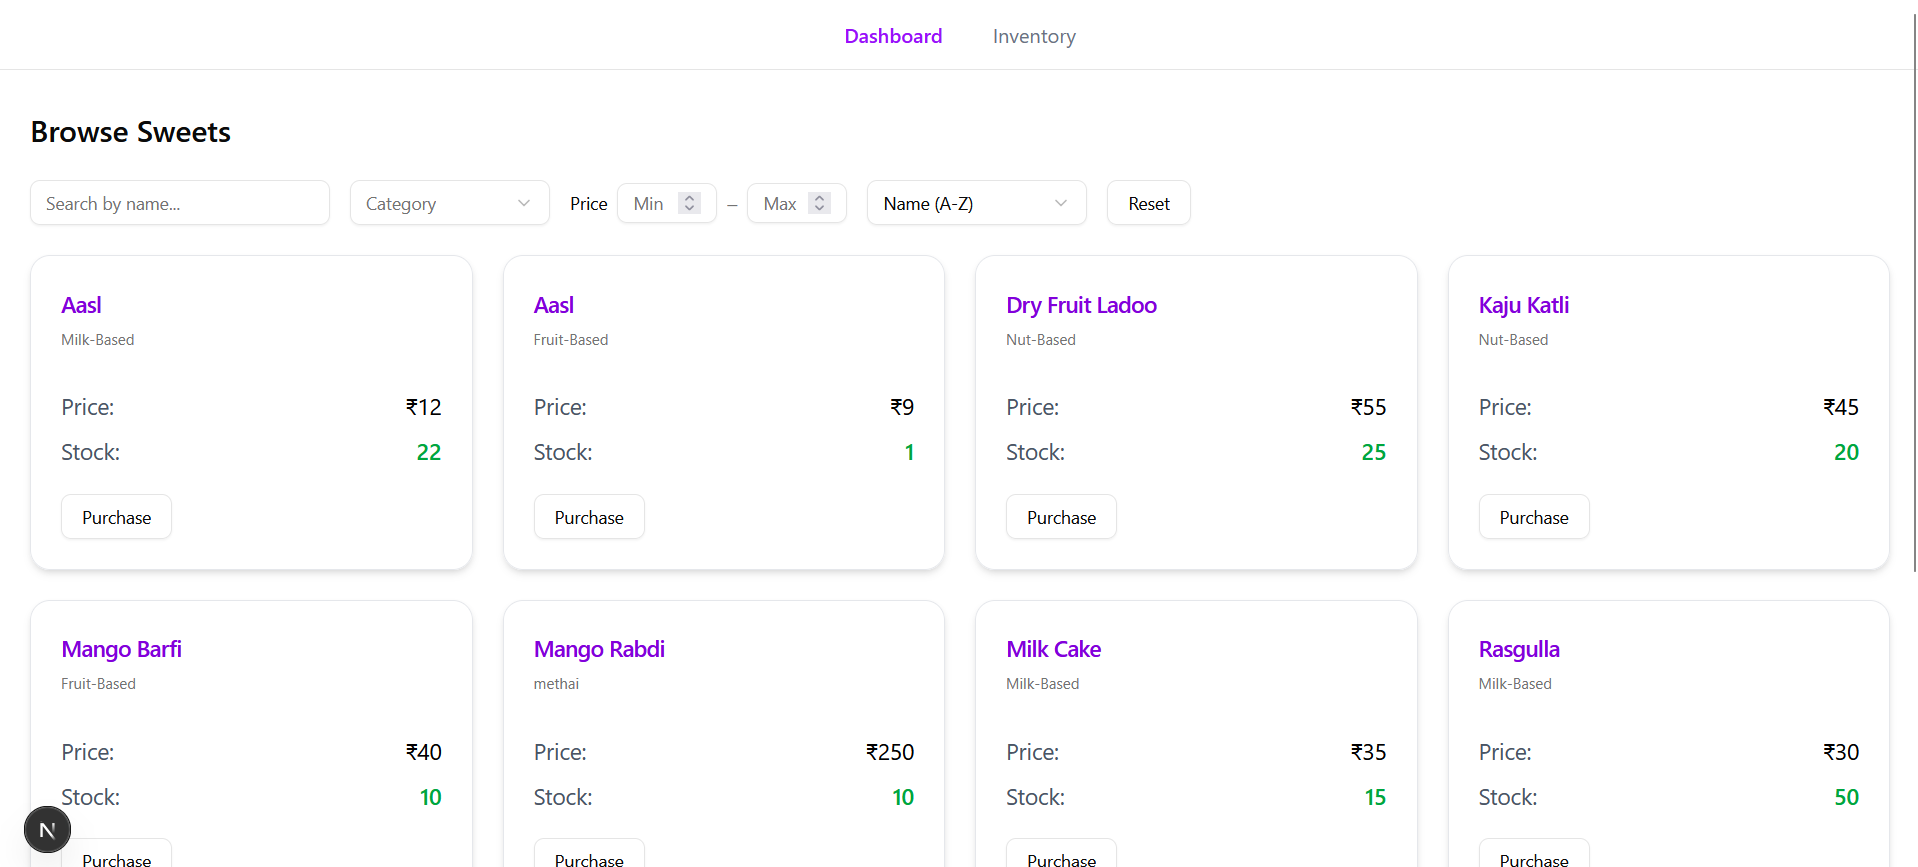 Dashboard Inventory
Browse Sweets
Search by name... Category Price Min – Max Name (A-Z) Reset
Aasl Aasl Dry Fruit Ladoo Kaju Katli
Milk-Based Fruit-Based Nut-Based Nut-Based
Price: ₹12 Price: ₹9 Price: ₹55 Price: ₹45
Stock: 22 Stock: 1 Stock: 25 Stock: 20
Purchase Purchase Purchase Purchase
Mango Barfi Mango Rabdi Milk Cake Rasgulla
Fruit-Based methai Milk-Based Milk-Based
Price: ₹40 Price: ₹250 Price: ₹35 Price: ₹30
Stock: 10 Stock: 10 Stock: 15 Stock: 50
N
Purchase Purchase Purchase Purchase